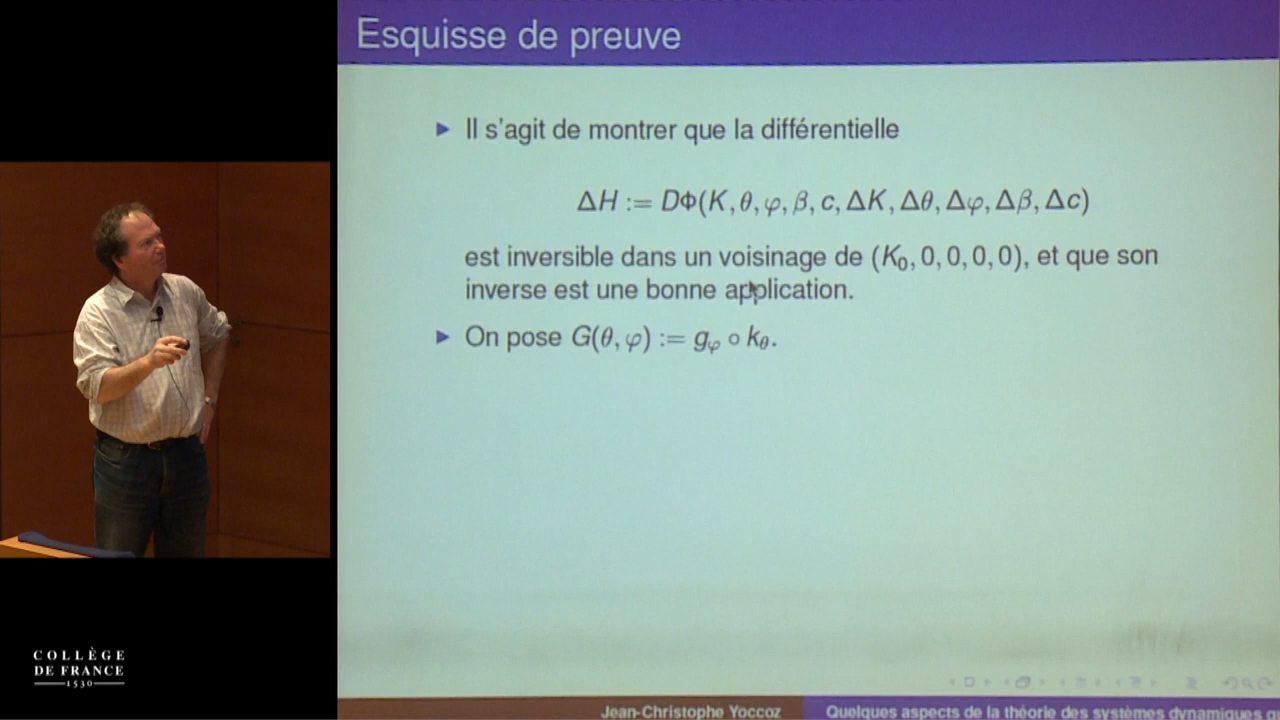 Esquisse de preuve
► Il s'agit de montrer que la différentielle
ΔH := DΦ(K, θ, φ, β, c, ΔK, Δθ, Δφ, Δβ, Δc)
est inversible dans un voisinage de (K₀, 0, 0, 0, 0), et que son
inverse est une bonne application.
► On pose G(θ, φ) := g_φ ∘ k_θ.
COLLÈGE
DE FRANCE
1530
Jean-Christophe Yoccoz
Quelques aspects de la théorie des systèmes dynamiques